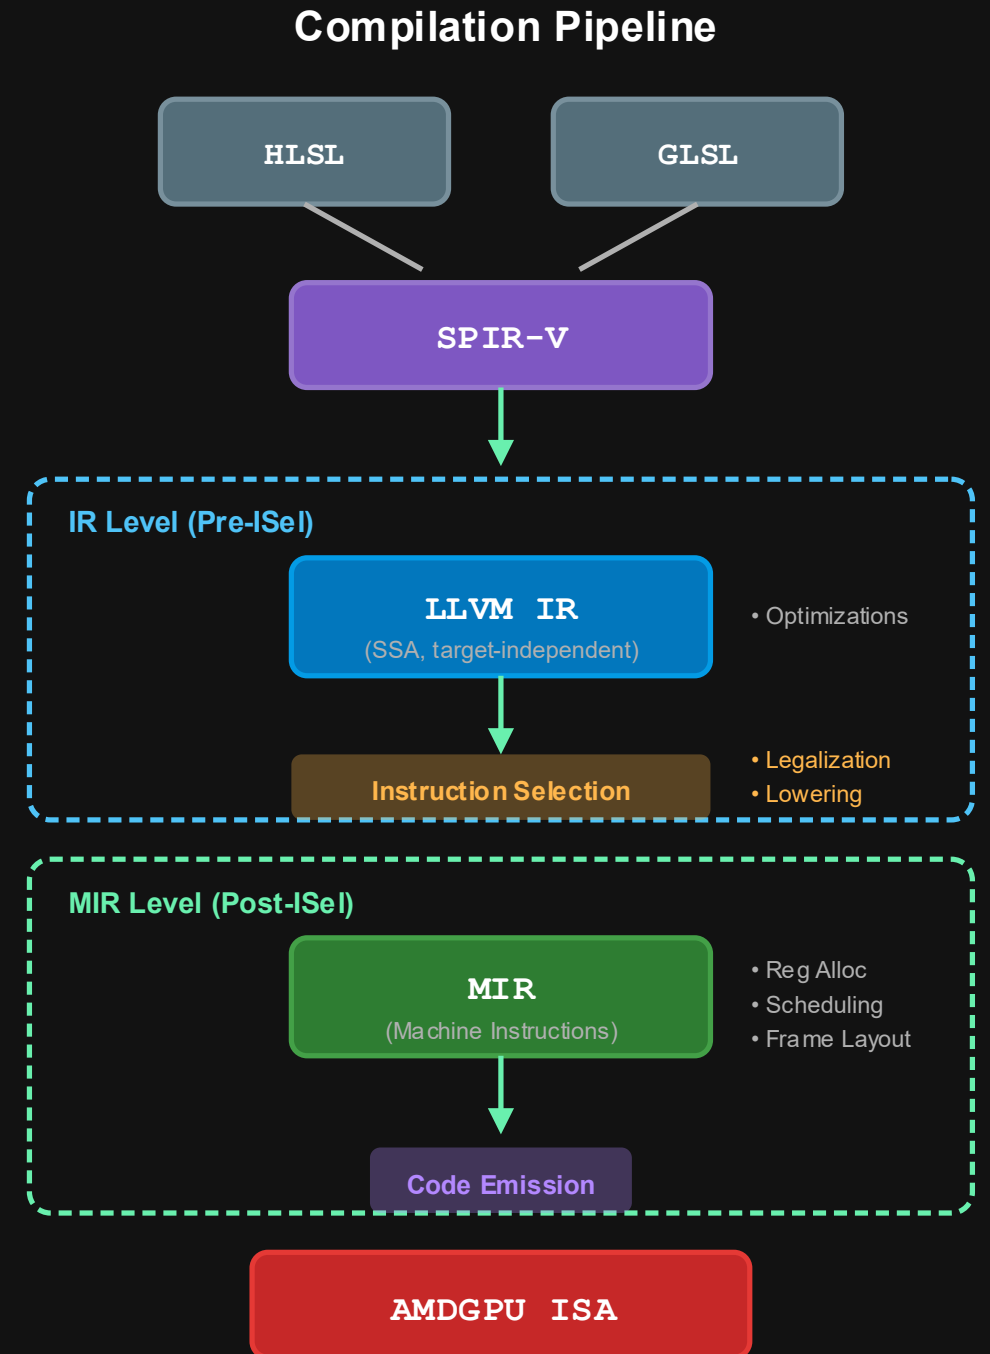 Compilation Pipeline
HLSL
GLSL
SPIR-V
IR Level (Pre-ISel)
LLVM IR
(SSA, target-independent)
• Optimizations
Instruction Selection
• Legalization
• Lowering
MIR Level (Post-ISel)
MIR
(Machine Instructions)
• Reg Alloc
• Scheduling
• Frame Layout
Code Emission
AMDGPU ISA